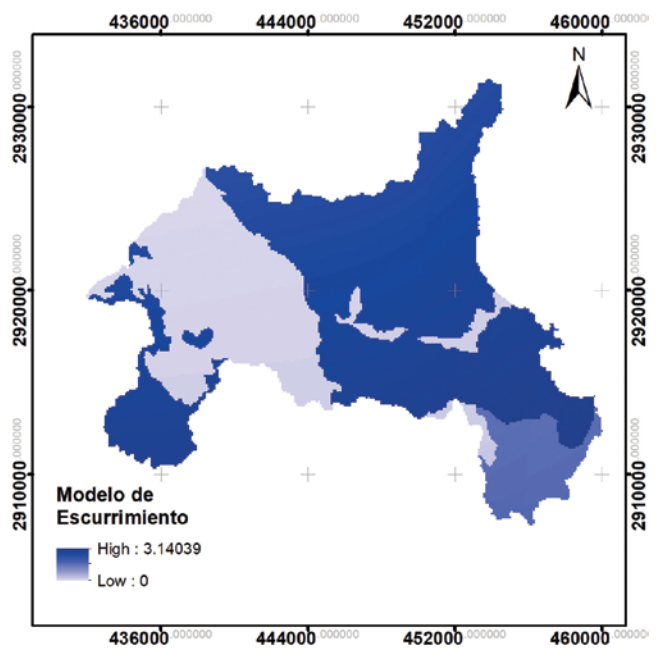 436000.000000 444000.000000 452000.000000 460000.000000
N
2930000.000000 2930000.000000
2920000.000000 2920000.000000
2910000.000000 2910000.000000
Modelo de
Escurrimiento
High : 3.14039
Low : 0
436000.000000 444000.000000 452000.000000 460000.000000